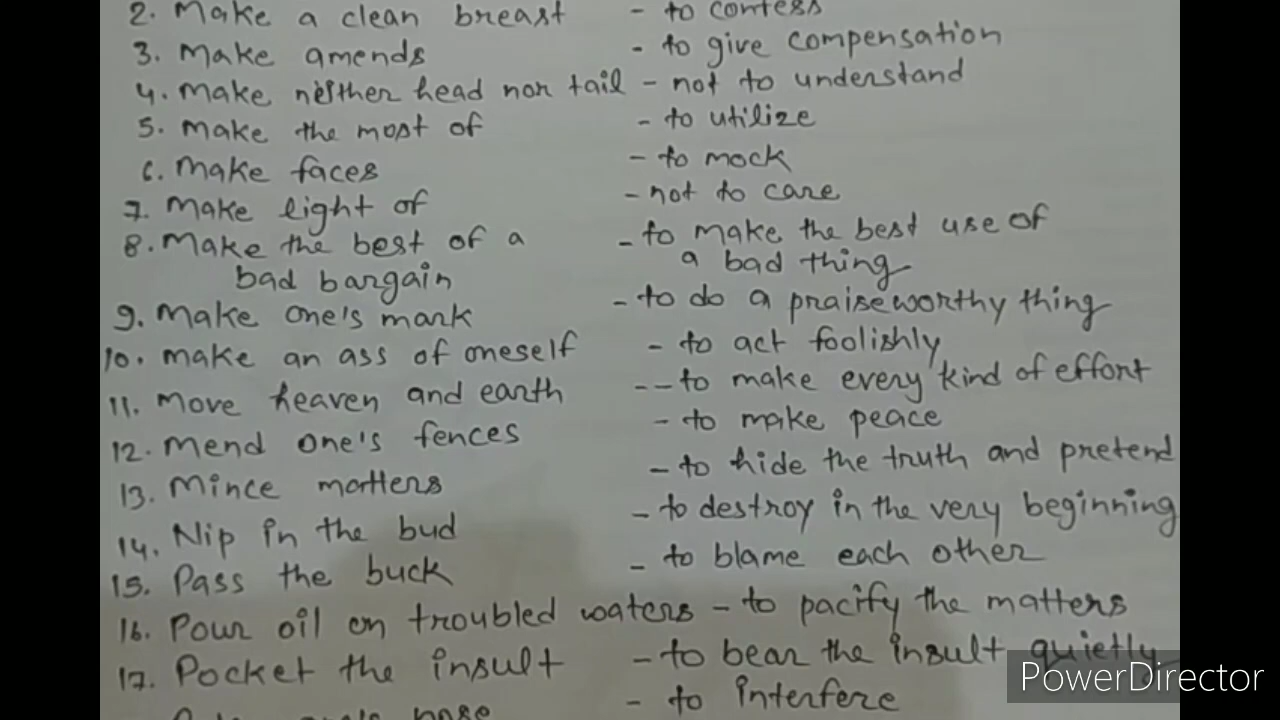 2. Make a clean breast - to confess
3. Make amends - to give compensation
4. Make neither head nor tail - not to understand
5. Make the most of - to utilize
6. Make faces - to mock
7. Make light of - not to care
8. Make the best of a - to make the best use of
bad bargain a bad thing
9. Make one's mark - to do a praiseworthy thing
10. make an ass of oneself - to act foolishly
11. Move heaven and earth -- to make every kind of effort
12. Mend one's fences - to make peace
13. Mince matters - to hide the truth and pretend
14. Nip in the bud - to destroy in the very beginning
15. Pass the buck - to blame each other
16. Pour oil on troubled waters - to pacify the matters
17. Pocket the insult - to bear the insult quietly
one's nose - to interfere
PowerDirector